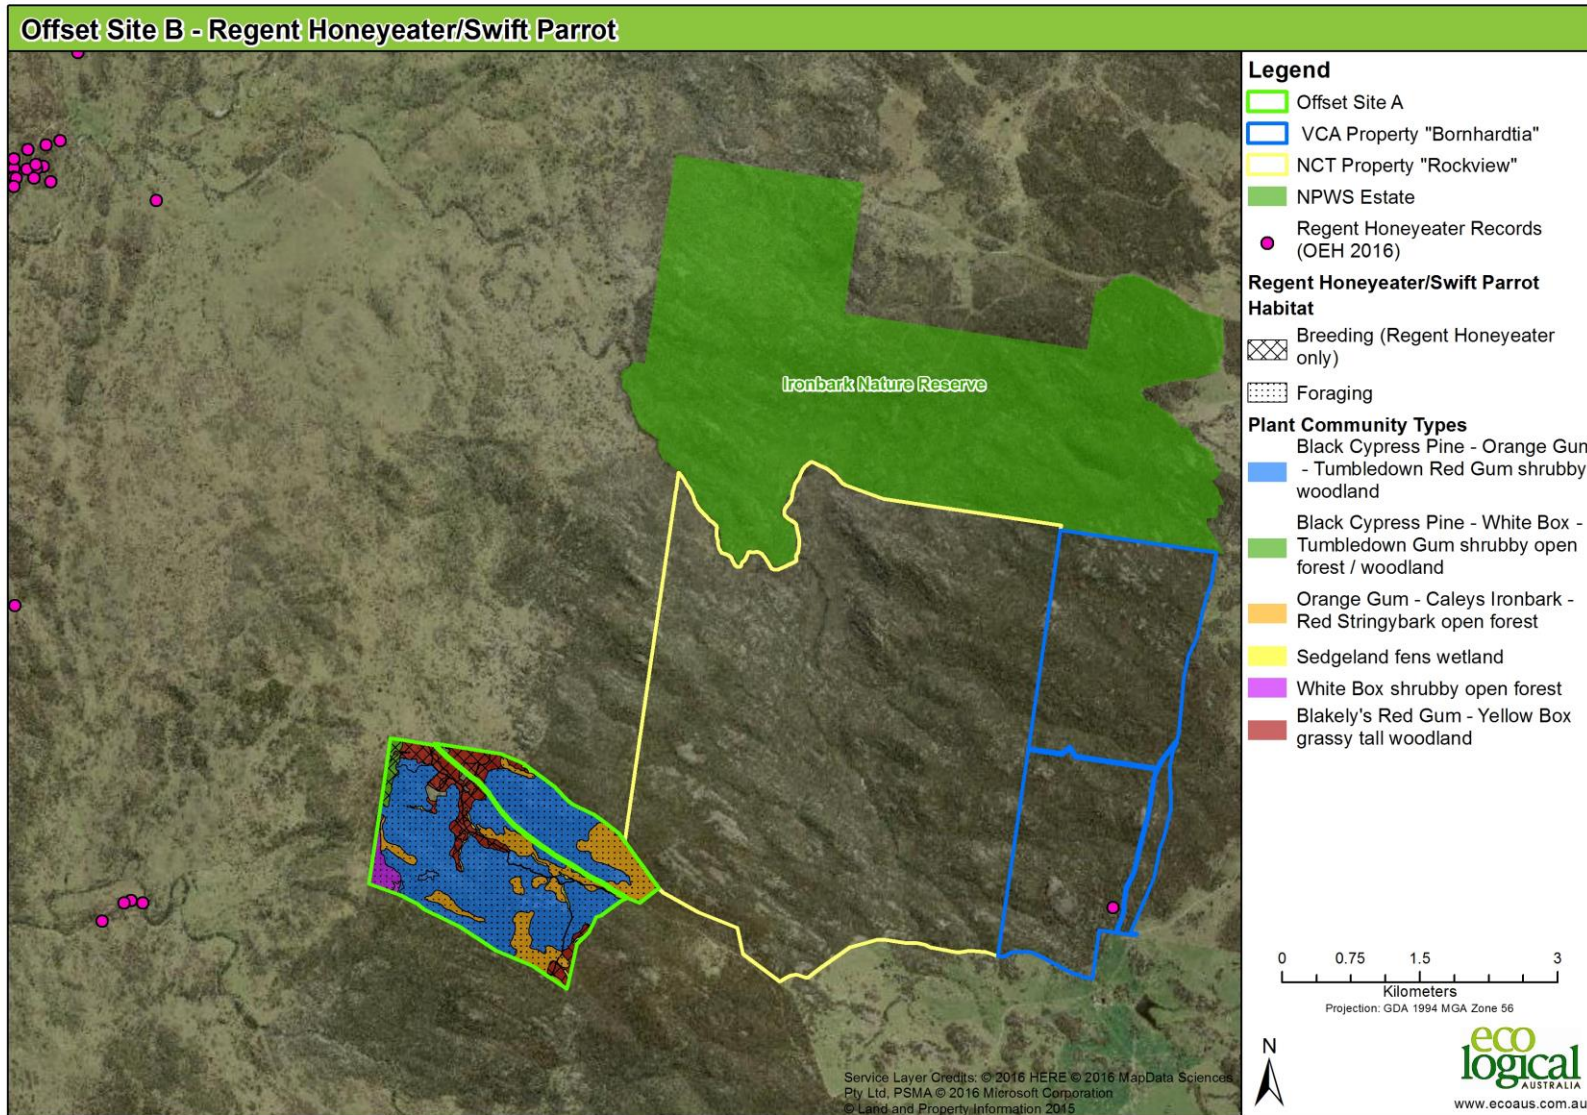 Offset Site B - Regent Honeyeater/Swift Parrot
Ironbark Nature Reserve
Service Layer Credits: © 2016 HERE © 2016 MapData Sciences
Pty Ltd, PSMA © 2016 Microsoft Corporation
© Land and Property Information 2015
Legend
Offset Site A
VCA Property "Bornhardtia"
NCT Property "Rockview"
NPWS Estate
Regent Honeyeater Records
(OEH 2016)
Regent Honeyeater/Swift Parrot
Habitat
Breeding (Regent Honeyeater
only)
Foraging
Plant Community Types
Black Cypress Pine - Orange Gum
- Tumbledown Red Gum shrubby
woodland
Black Cypress Pine - White Box -
Tumbledown Gum shrubby open
forest / woodland
Orange Gum - Caleys Ironbark -
Red Stringybark open forest
Sedgeland fens wetland
White Box shrubby open forest
Blakely's Red Gum - Yellow Box
grassy tall woodland
0 0.75 1.5 3
Kilometers
Projection: GDA 1994 MGA Zone 56
N
eco
logical
AUSTRALIA
www.ecoaus.com.au